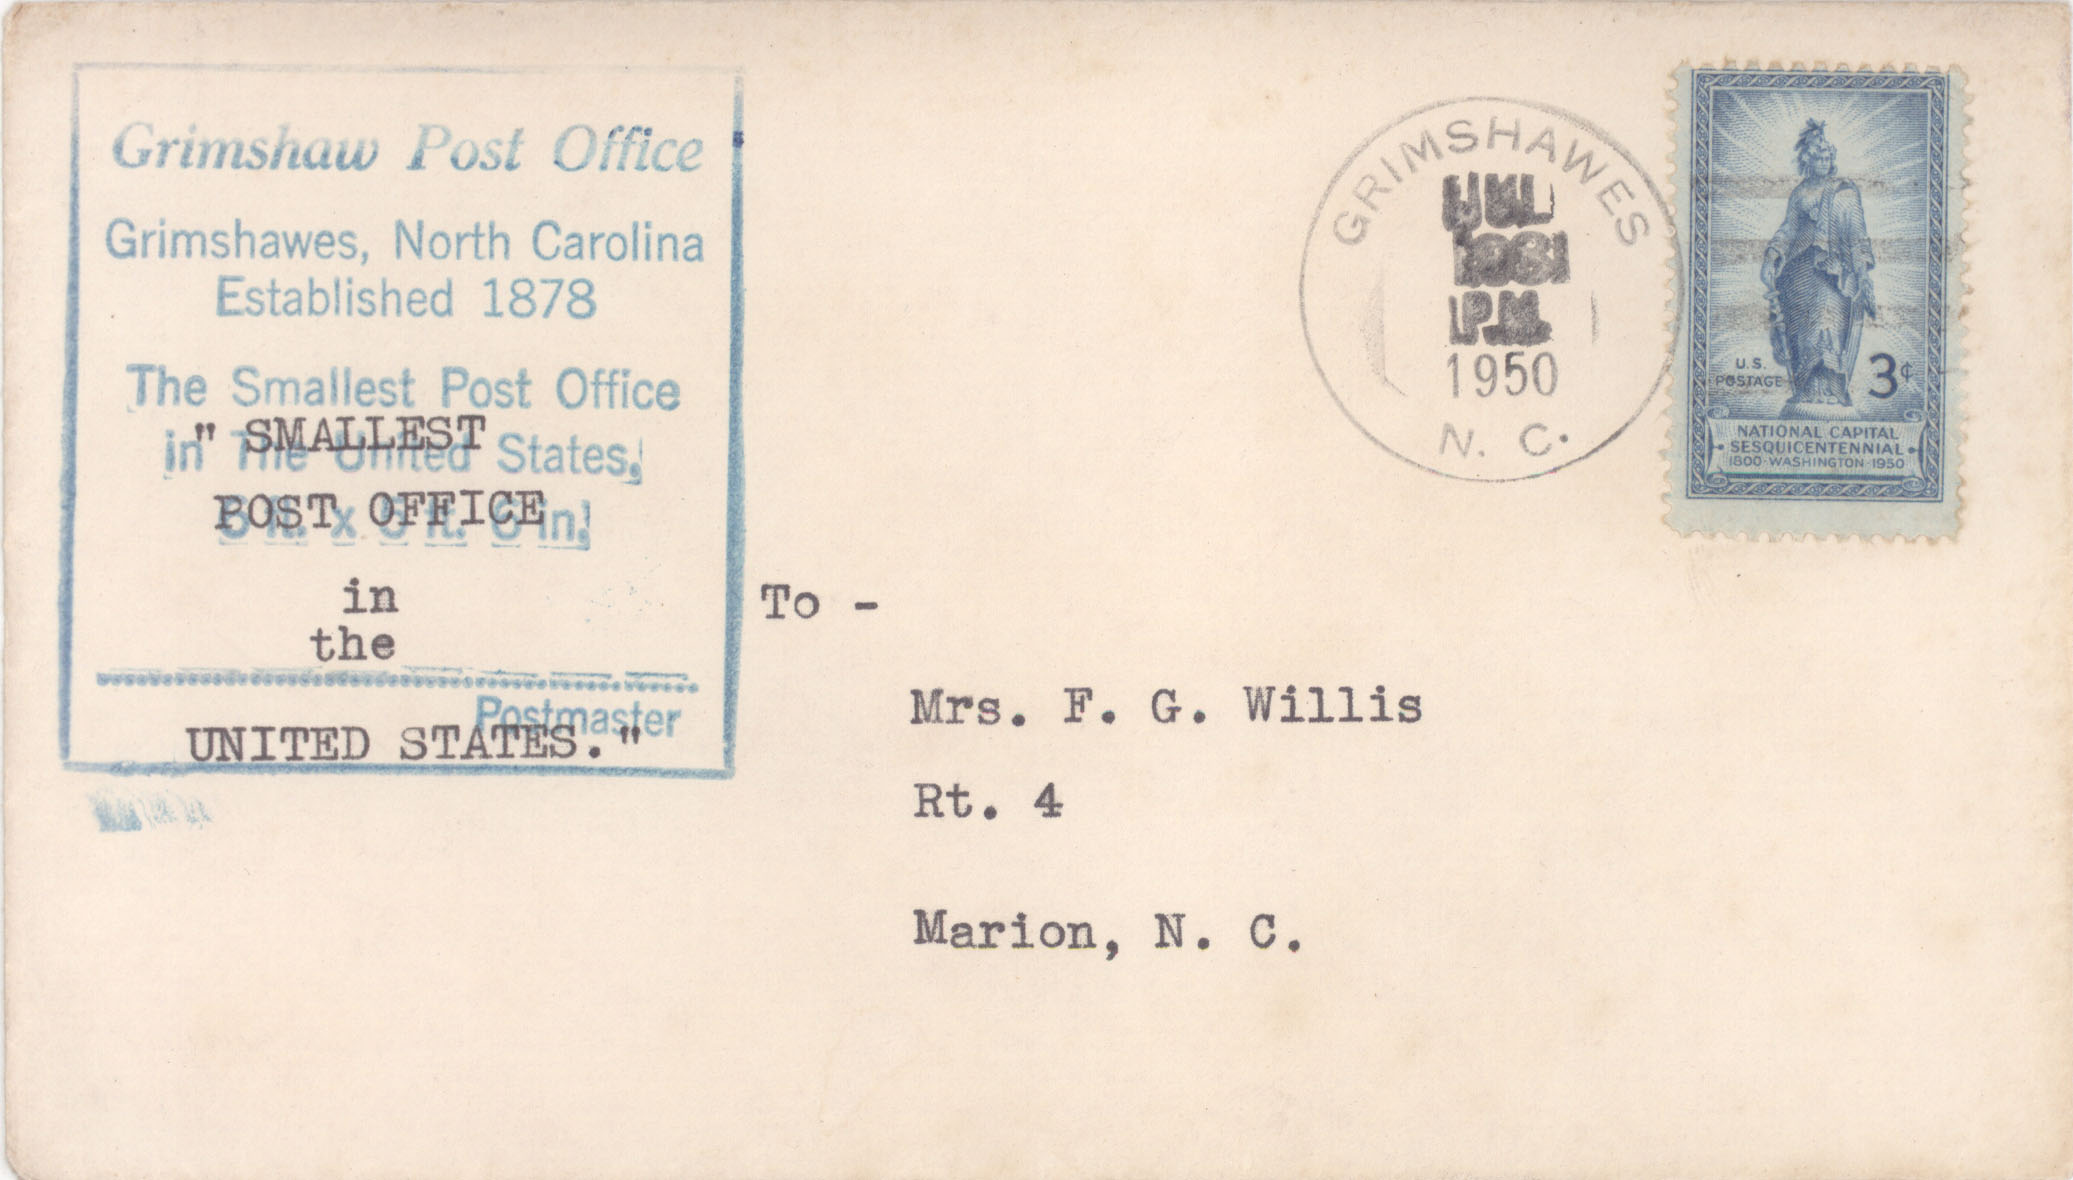 Grimshaw Post Office
Grimshawes, North Carolina
Established 1878
The Smallest Post Office
in The United States,
" SMALLEST
POST OFFICE
in
the
Postmaster
UNITED STATES."
GRIMSHAWES
P.M.
1950
N. C.
U.S.
POSTAGE
3¢
NATIONAL CAPITAL
SESQUICENTENNIAL
1800·WASHINGTON·1950
To -
Mrs. F. G. Willis
Rt. 4
Marion, N. C.